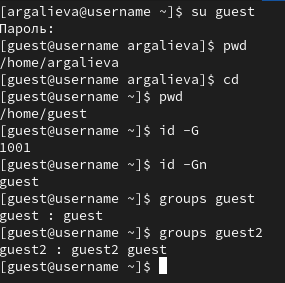 [argalieva@username ~]$ su guest
Пароль:
[guest@username argalieva]$ pwd
/home/argalieva
[guest@username argalieva]$ cd
[guest@username ~]$ pwd
/home/guest
[guest@username ~]$ id -G
1001
[guest@username ~]$ id -Gn
guest
[guest@username ~]$ groups guest
guest : guest
[guest@username ~]$ groups guest2
guest2 : guest2 guest
[guest@username ~]$